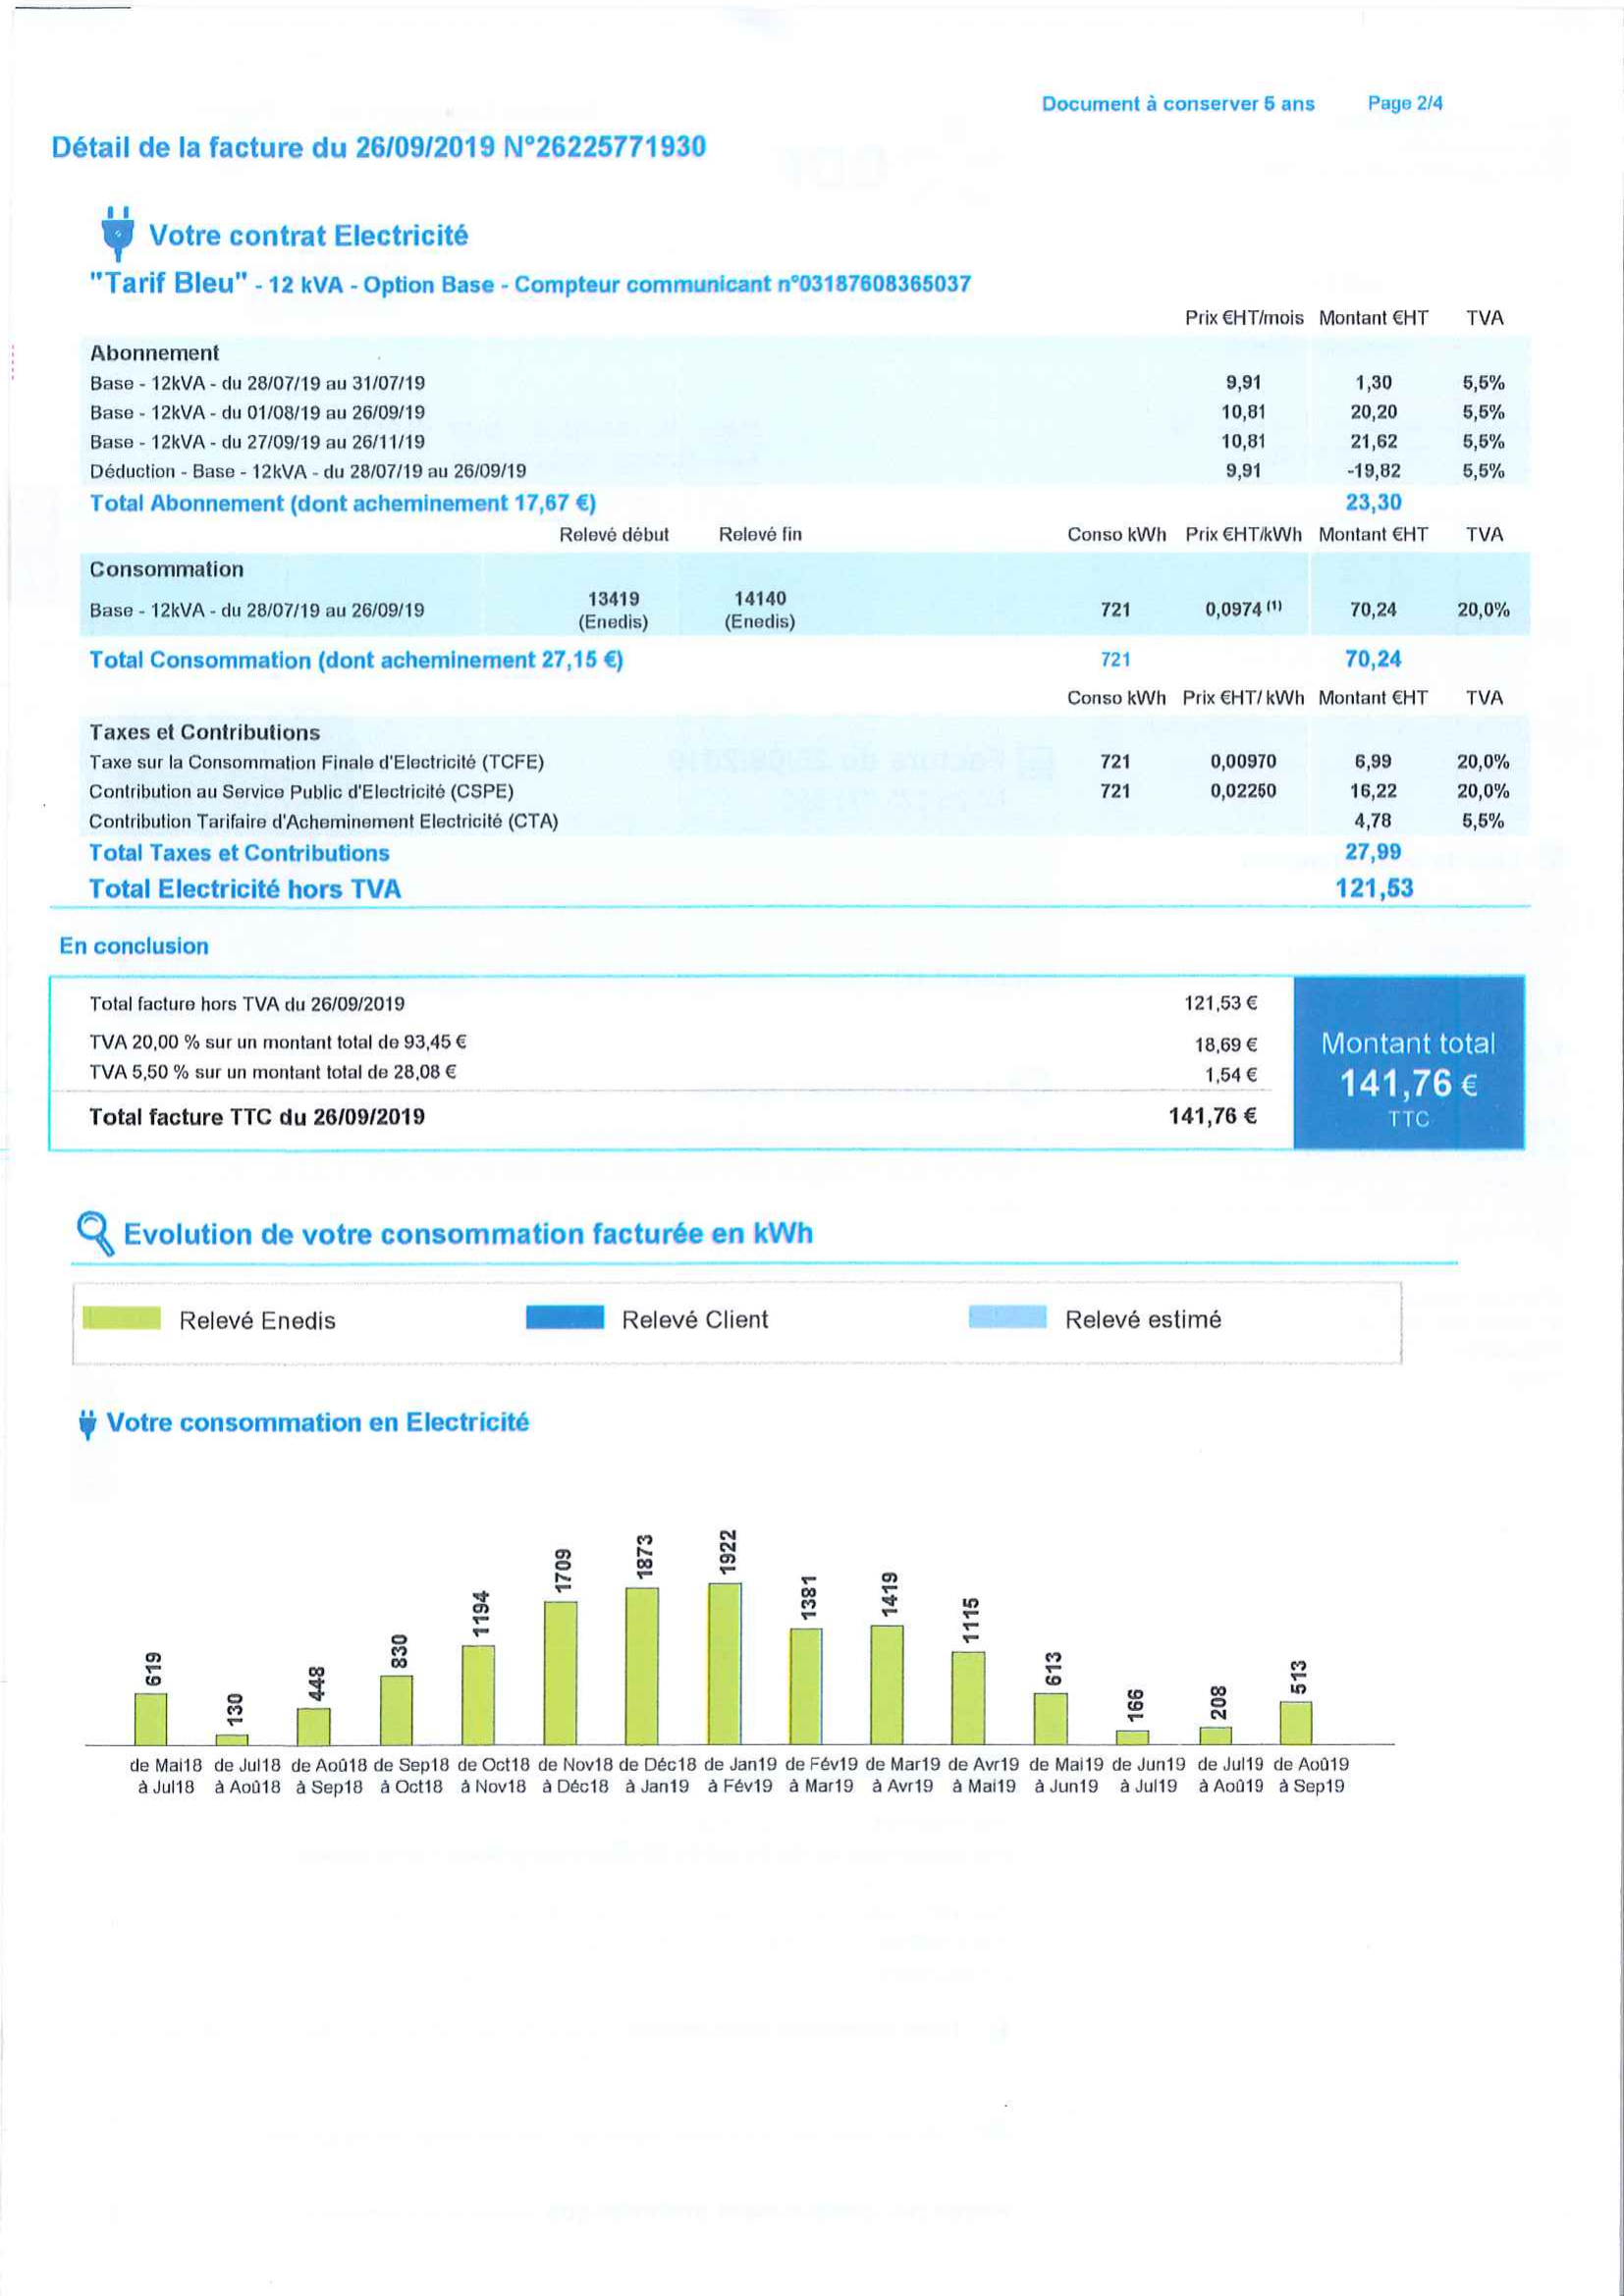 Document à conserver 5 ans Page 2/4
Détail de la facture du 26/09/2019 N°26225771930
Votre contrat Electricité
"Tarif Bleu" - 12 kVA - Option Base - Compteur communicant n°03187608365037
Prix €HT/mois Montant €HT TVA
Abonnement
Base - 12kVA - du 28/07/19 au 31/07/19 9,91 1,30 5,5%
Base - 12kVA - du 01/08/19 au 26/09/19 10,81 20,20 5,5%
Base - 12kVA - du 27/09/19 au 26/11/19 10,81 21,62 5,5%
Déduction - Base - 12kVA - du 28/07/19 au 26/09/19 9,91 -19,82 5,5%
Total Abonnement (dont acheminement 17,67 €) 23,30
Relevé début Relevé fin Conso kWh Prix €HT/kWh Montant €HT TVA
Consommation
Base - 12kVA - du 28/07/19 au 26/09/19 13419 (Enedis) 14140 (Enedis) 721 0,0974 (1) 70,24 20,0%
Total Consommation (dont acheminement 27,15 €) 721 70,24
Conso kWh Prix €HT/ kWh Montant €HT TVA
Taxes et Contributions
Taxe sur la Consommation Finale d'Electricité (TCFE) 721 0,00970 6,99 20,0%
Contribution au Service Public d'Electricité (CSPE) 721 0,02250 16,22 20,0%
Contribution Tarifaire d'Acheminement Electricité (CTA) 4,78 5,5%
Total Taxes et Contributions 27,99
Total Electricité hors TVA 121,53
En conclusion
Total facture hors TVA du 26/09/2019 121,53 €
TVA 20,00 % sur un montant total de 93,45 € 18,69 €
TVA 5,50 % sur un montant total de 28,08 € 1,54 €
Total facture TTC du 26/09/2019 141,76 €
Montant total
141,76 €
TTC
Evolution de votre consommation facturée en kWh
Relevé Enedis Relevé Client Relevé estimé
Votre consommation en Electricité
619 130 448 830 1194 1709 1873 1922 1381 1419 1115 613 166 208 513
de Mai18 de Jul18 de Aoû18 de Sep18 de Oct18 de Nov18 de Déc18 de Jan19 de Fév19 de Mar19 de Avr19 de Mai19 de Jun19 de Jul19 de Aoû19
à Jul18 à Aoû18 à Sep18 à Oct18 à Nov18 à Déc18 à Jan19 à Fév19 à Mar19 à Avr19 à Mai19 à Jun19 à Jul19 à Aoû19 à Sep19